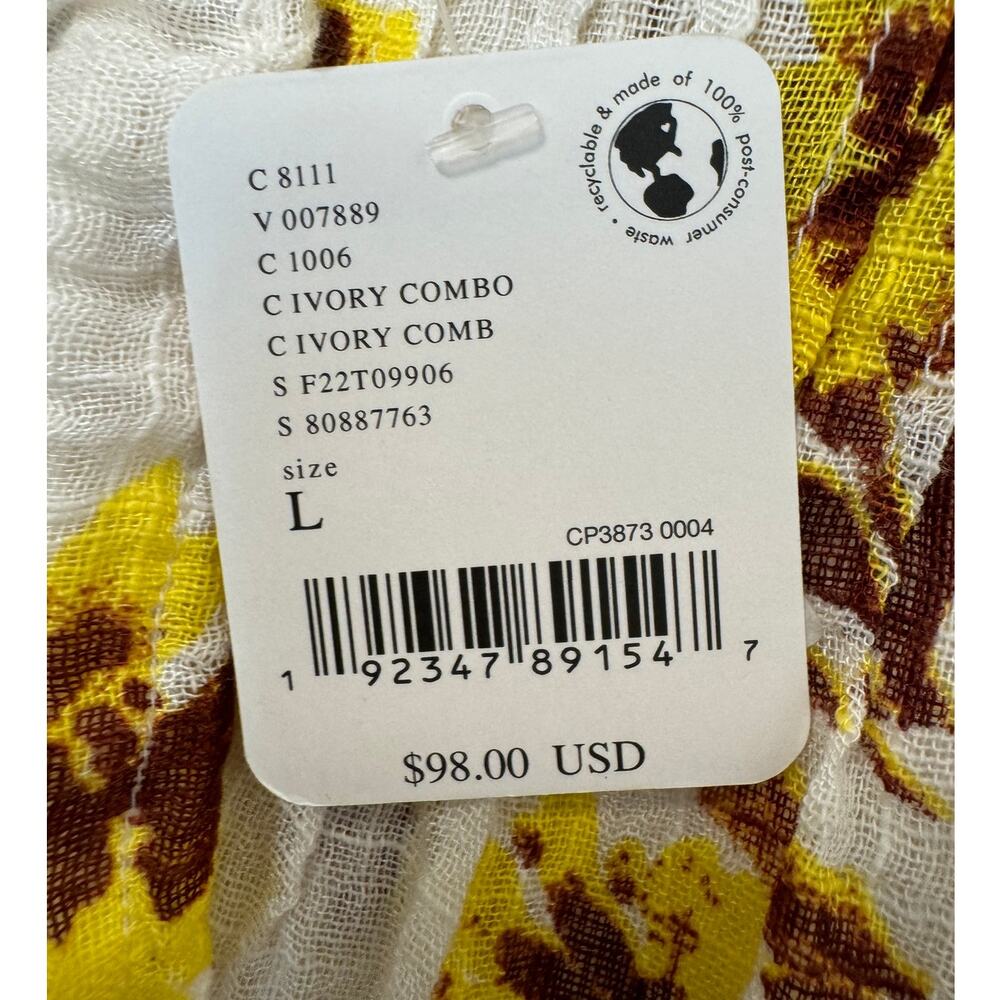 recyclable & made of 100% post-consumer waste •
C 8111
V 007889
C 1006
C IVORY COMBO
C IVORY COMB
S F22T09906
S 80887763
size
L
CP3873 0004
1 92347 89154 7
$98.00 USD